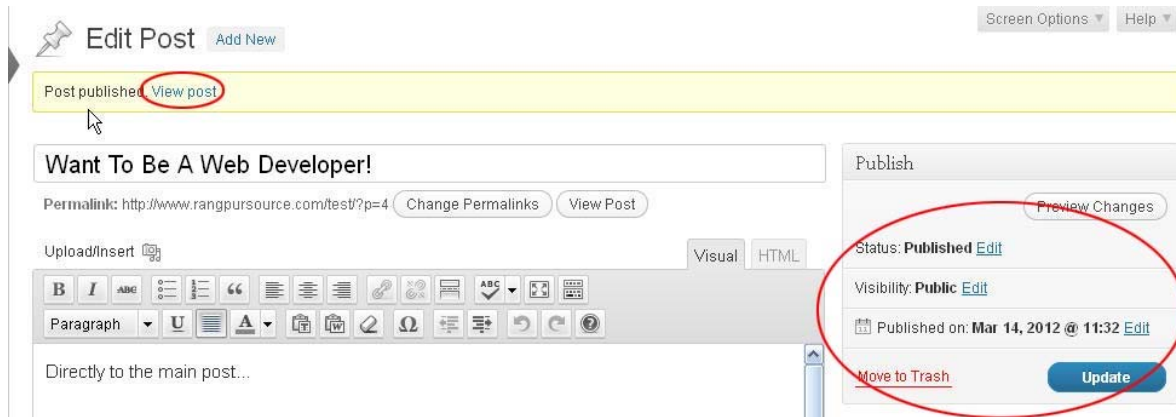 Screen Options Help
Edit Post Add New
Post published. View post
Want To Be A Web Developer!
Permalink: http://www.rangpursource.com/test/?p=4 Change Permalinks View Post
Upload/Insert
Visual HTML
B I ABC ABC
Paragraph U A T W Ω
Directly to the main post...
Publish
Preview Changes
Status: Published Edit
Visibility: Public Edit
Published on: Mar 14, 2012 @ 11:32 Edit
Move to Trash Update